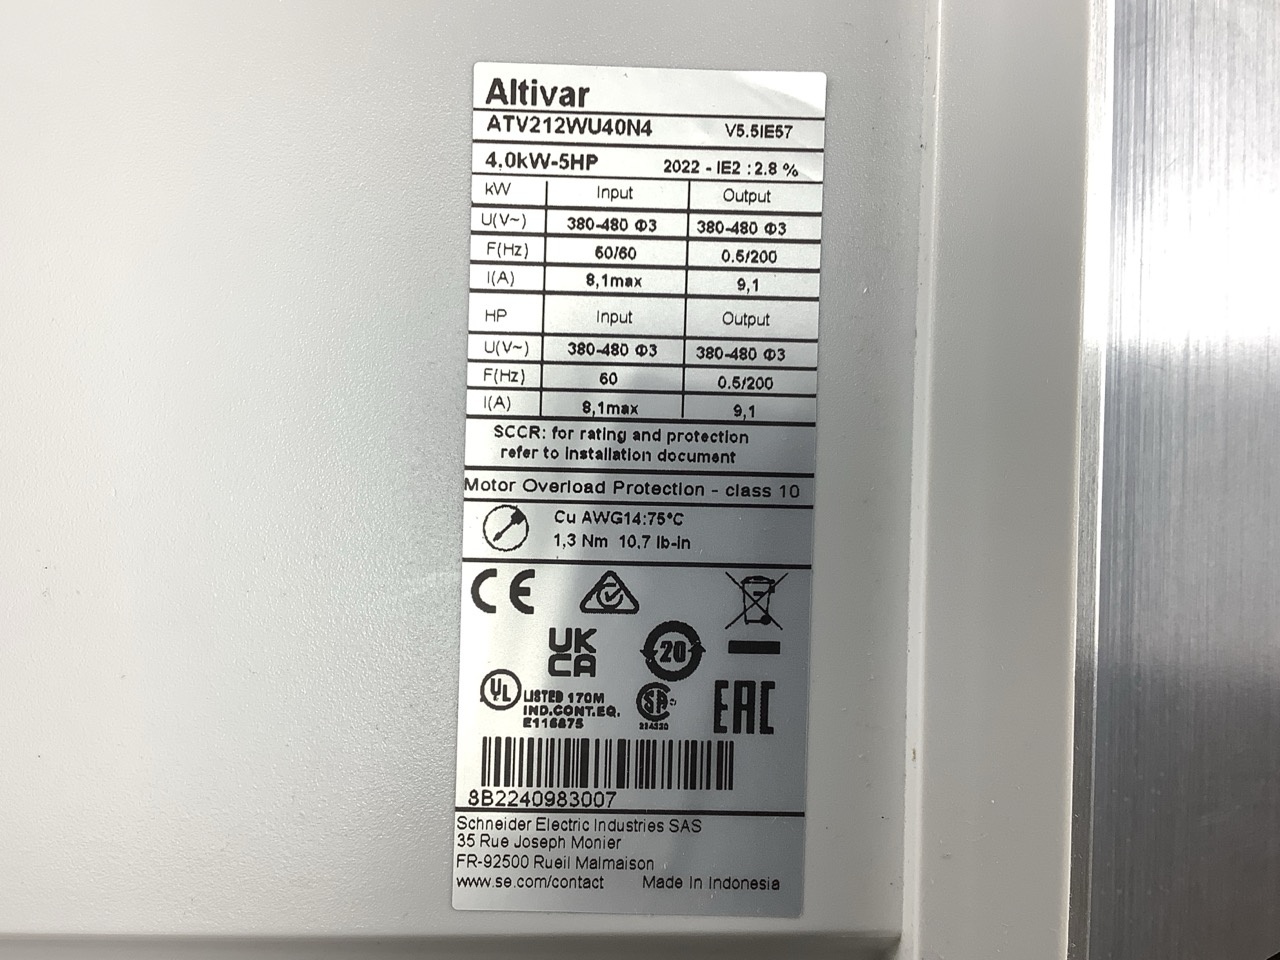 Altivar
ATV212WU40N4 V5.5IE57
4.0kW-5HP 2022 - IE2 : 2.8 %
kW Input Output
U(V~) 380-480 Φ3 380-480 Φ3
F(Hz) 50/60 0.5/200
I(A) 8,1max 9,1
HP Input Output
U(V~) 380-480 Φ3 380-480 Φ3
F(Hz) 60 0.5/200
I(A) 8,1max 9,1
SCCR: for rating and protection
refer to installation document
Motor Overload Protection - class 10
Cu AWG14:75°C
1,3 Nm 10,7 lb-in
CE
UK
CA
20
UL LISTED 170M
IND.CONT.EQ.
E116875
SA
EAC
8B2240983007
Schneider Electric Industries SAS
35 Rue Joseph Monier
FR-92500 Rueil Malmaison
www.se.com/contact Made in Indonesia